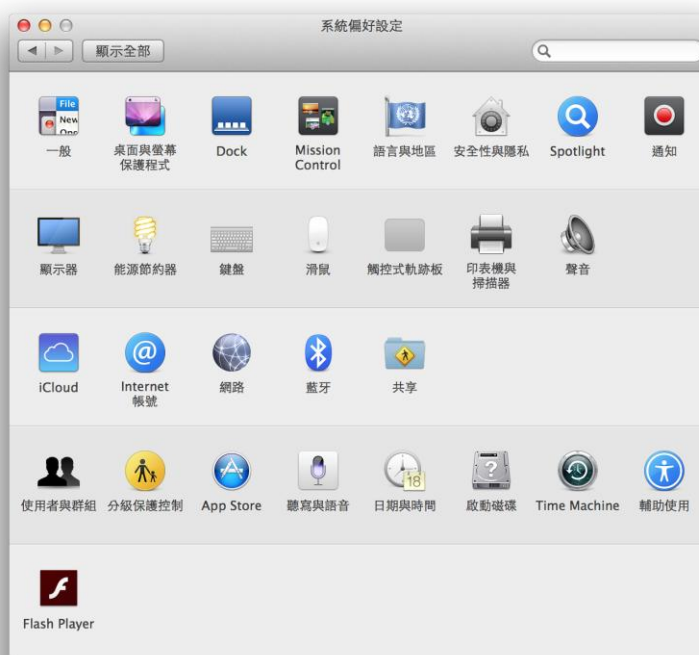 系統偏好設定
顯示全部
File
New
一般
桌面與螢幕
保護程式
Dock
Mission
Control
語言與地區
安全性與隱私
Spotlight
通知
顯示器
能源節約器
鍵盤
滑鼠
觸控式軌跡板
印表機與
掃描器
聲音
iCloud
Internet
帳號
@
網路
藍牙
共享
使用者與群組
分級保護控制
App Store
聽寫與語音
18
日期與時間
?
啟動磁碟
Time Machine
輔助使用
Flash Player